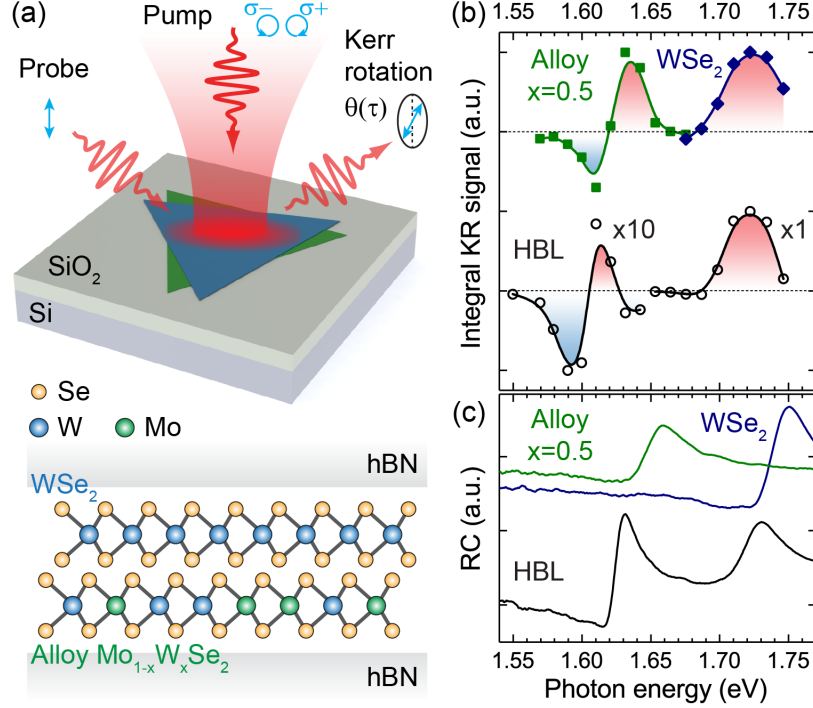 (a)
Pump
σ− σ+
Probe
Kerr
rotation
θ(τ)
SiO2
Si
Se
W
Mo
hBN
WSe2
Alloy Mo1-xWxSe2
hBN
1.55 1.60 1.65 1.70 1.75
(b)
Alloy
x=0.5
WSe2
HBL
x10
x1
Integral KR signal (a.u.)
(c)
Alloy
x=0.5
WSe2
HBL
RC (a.u.)
1.55 1.60 1.65 1.70 1.75
Photon energy (eV)